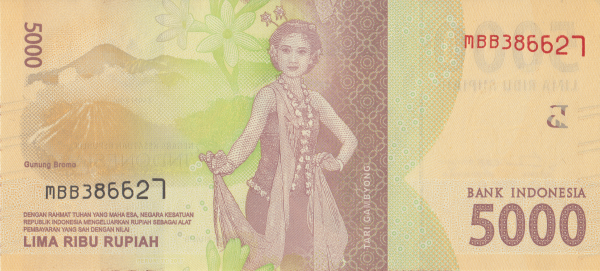 5000
MBB386627
Gunung Bromo
MBB386627
DENGAN RAHMAT TUHAN YANG MAHA ESA, NEGARA KESATUAN
REPUBLIK INDONESIA MENGELUARKAN RUPIAH SEBAGAI ALAT
PEMBAYARAN YANG SAH DENGAN NILAI
LIMA RIBU RUPIAH
TARI GAMBYONG
BANK INDONESIA
5000